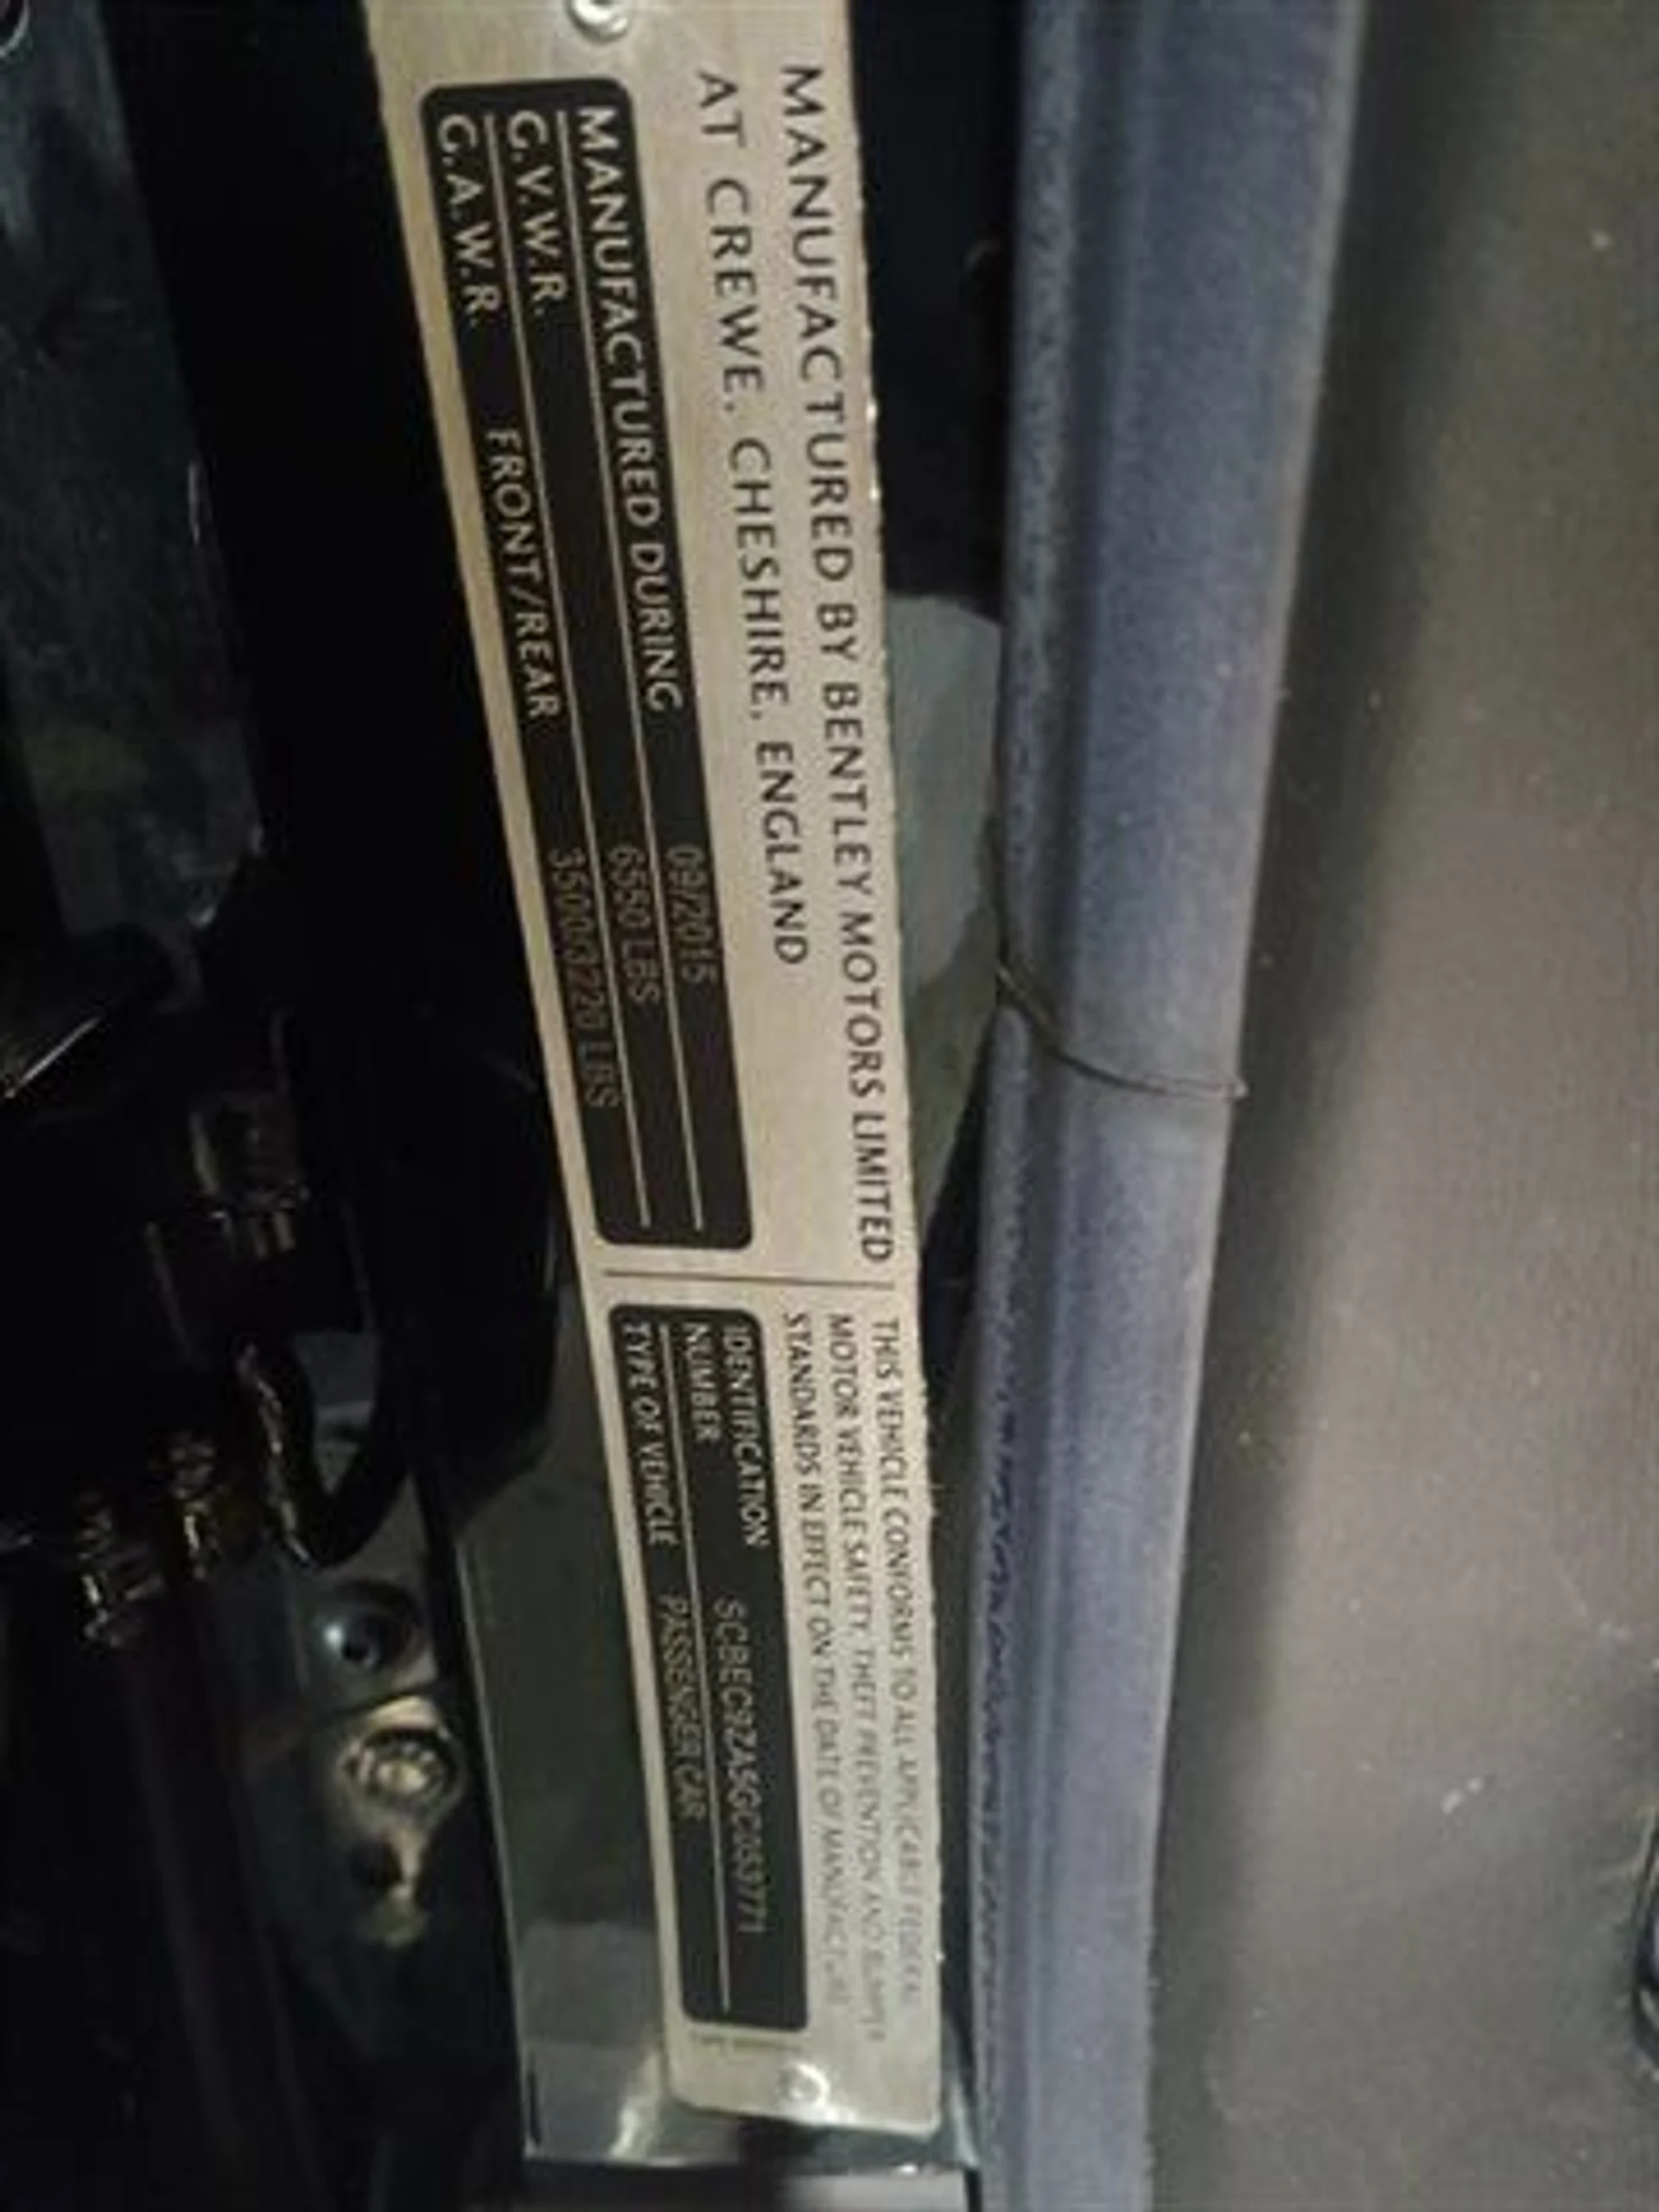 MANUFACTURED BY BENTLEY MOTORS LIMITED
AT CREWE, CHESHIRE, ENGLAND
MANUFACTURED DURING 09/2015
G.V.W.R. 6550 LBS
G.A.W.R. FRONT/REAR 3500/3220 LBS
THIS VEHICLE CONFORMS TO ALL APPLICABLE FEDERAL
MOTOR VEHICLE SAFETY, THEFT PREVENTION AND BUMPER
STANDARDS IN EFFECT ON THE DATE OF MANUFACTURE
IDENTIFICATION
NUMBER
TYPE OF VEHICLE PASSENGER CAR